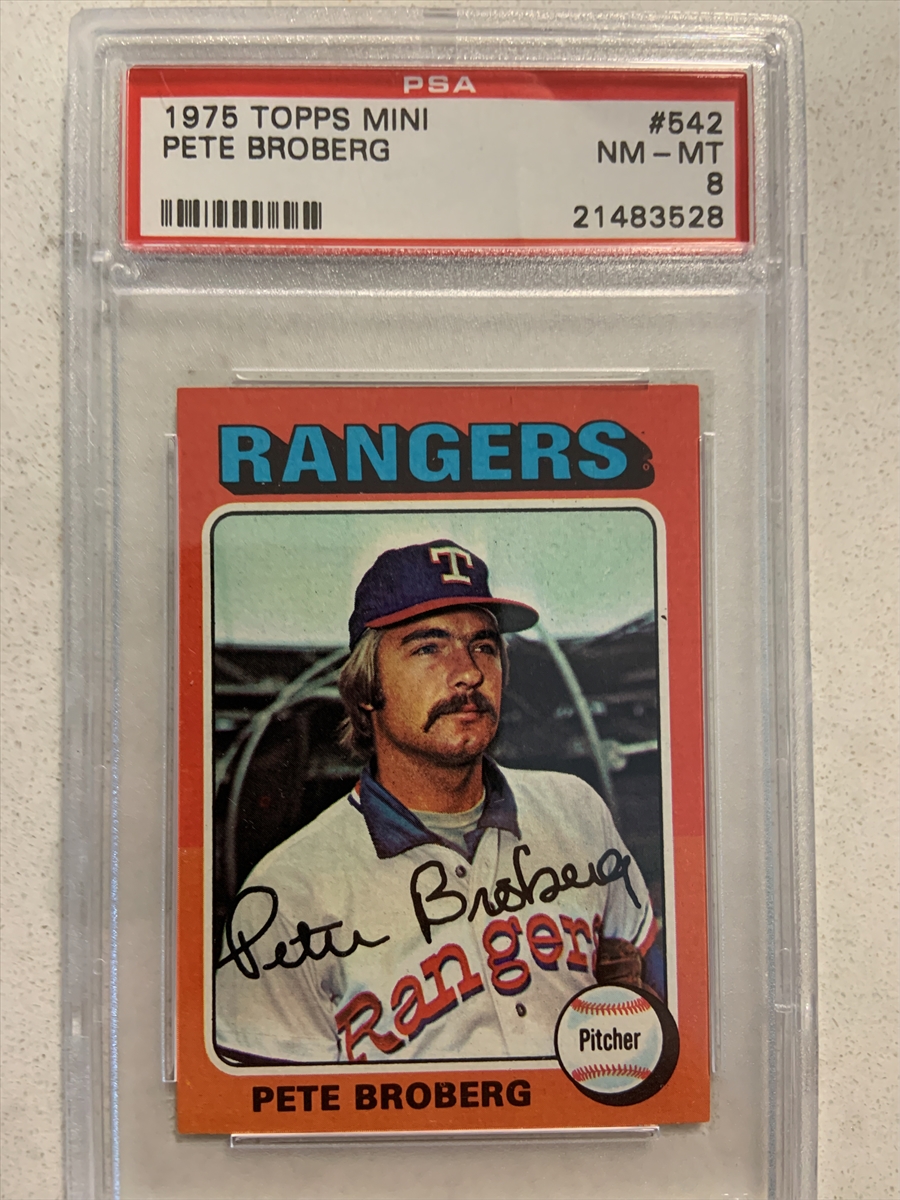 PSA
1975 TOPPS MINI #542
PETE BROBERG NM – MT
8
21483528
RANGERS
T
Pete Broberg
Rangers
Pitcher
PETE BROBERG